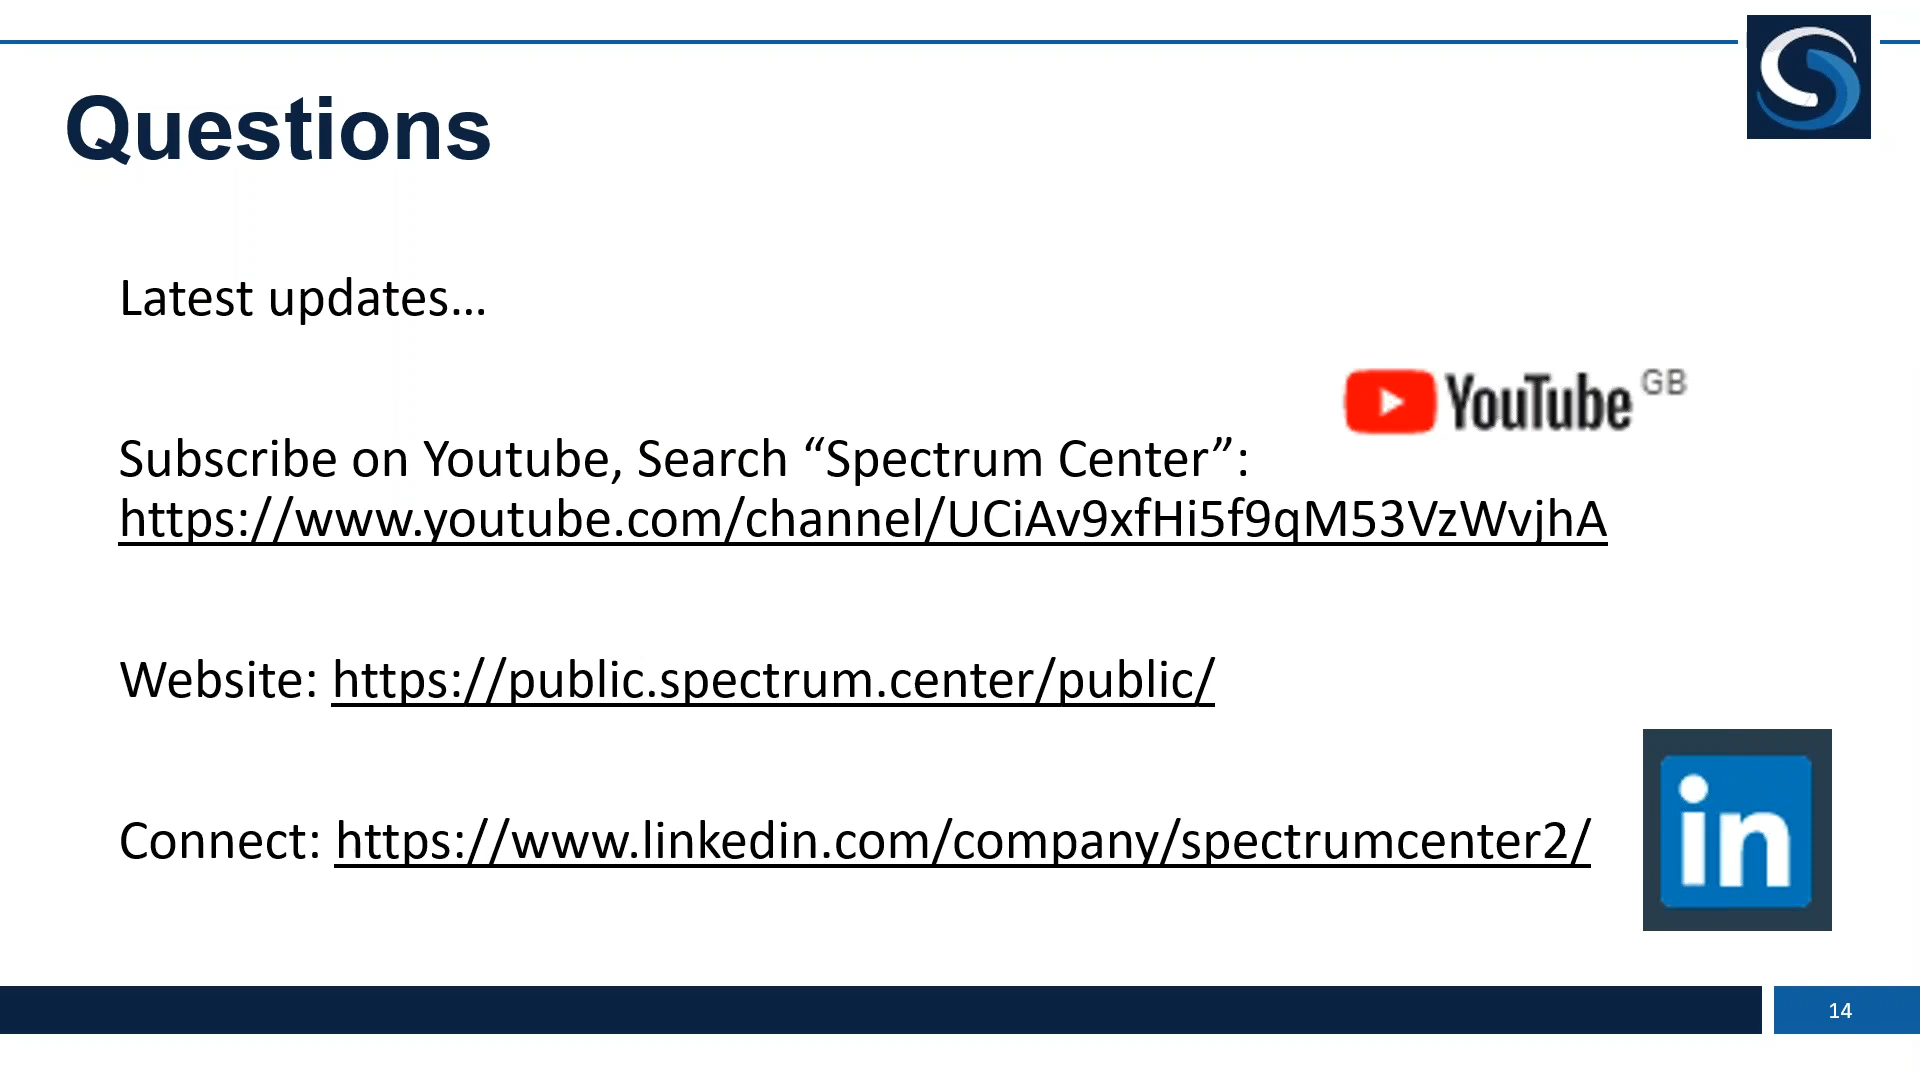 Questions
Latest updates…
YouTube GB
Subscribe on Youtube, Search “Spectrum Center”:
https://www.youtube.com/channel/UCiAv9xfHi5f9qM53VzWvjhA
Website: https://public.spectrum.center/public/
Connect: https://www.linkedin.com/company/spectrumcenter2/
in
14